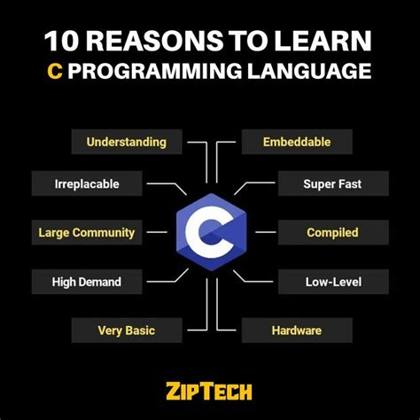 10 REASONS TO LEARN
C PROGRAMMING LANGUAGE
Understanding
Embeddable
Irreplacable
Super Fast
Large Community
C
Compiled
High Demand
Low-Level
Very Basic
Hardware
ZIPTECH